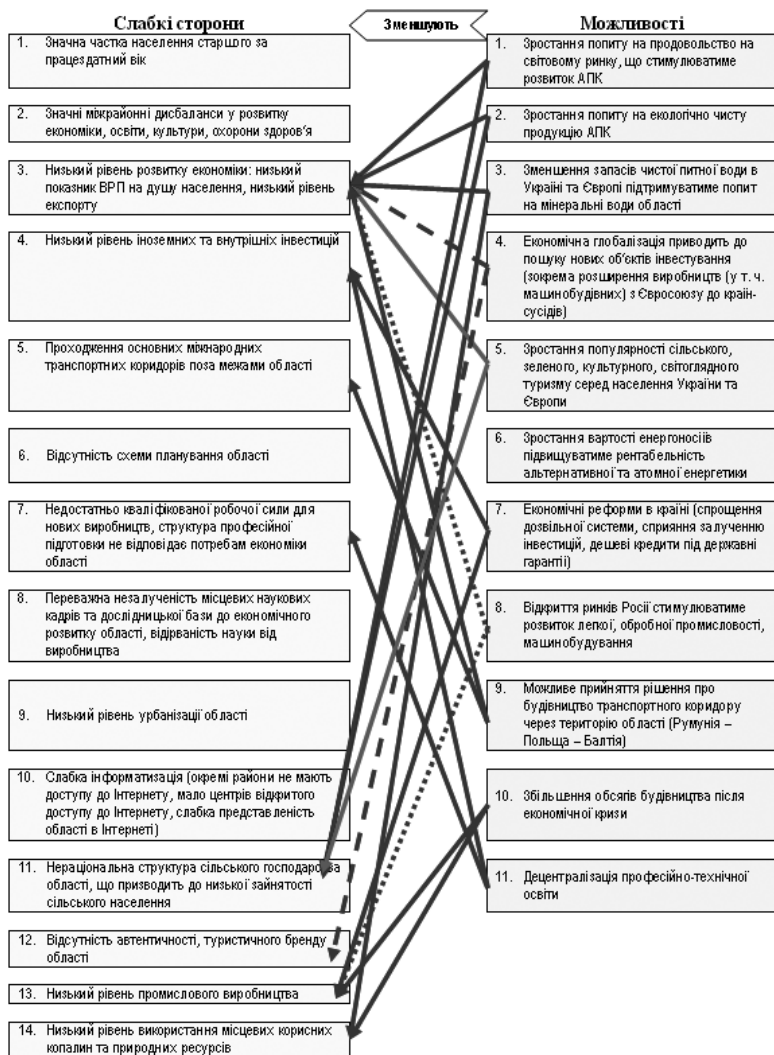 Слабкі сторони
Зменшують
Можливості
1. Значна частка населення старшого за
працездатний вік
2. Значні міжрайонні дисбаланси у розвитку
економіки, освіти, культури, охорони здоров'я
3. Низький рівень розвитку економіки: низький
показник ВРП на душу населення, низький рівень
експорту
4. Низький рівень іноземних та внутрішніх інвестицій
5. Проходження основних міжнародних
транспортних коридорів поза межами області
6. Відсутність схеми планування області
7. Недостатньо кваліфікованої робочої сили для
нових виробництв, структура професійної
підготовки не відповідає потребам економіки
області
8. Переважна незалученість місцевих наукових
кадрів та дослідницької бази до економічного
розвитку області, відірваність науки від
виробництва
9. Низький рівень урбанізації області
10. Слабка інформатизація (окремі райони не мають
доступу до Інтернету, мало центрів відкритого
доступу до Інтернету, слабка представленість
області в Інтернеті)
11. Нераціональна структура сільського господарства
області, що призводить до низької зайнятості
сільського населення
12. Відсутність автентичності, туристичного бренду
області
13. Низький рівень промислового виробництва
14. Низький рівень використання місцевих корисних
копалин та природних ресурсів
1. Зростання попиту на продовольство на
світовому ринку, що стимулюватиме
розвиток АПК
2. Зростання попиту на екологічно чисту
продукцію АПК
3. Зменшення запасів чистої питної води в
Україні та Європі підтримуватиме попит
на мінеральні води області
4. Економічна глобалізація приводить до
пошуку нових об'єктів інвестування
(зокрема розширення виробництв (у т. ч.
машинобудівних) з Євросоюзу до країн-
сусідів)
5. Зростання популярності сільського,
зеленого, культурного, світоглядного
туризму серед населення України та
Європи
6. Зростання вартості енергоносіїв
підвищуватиме рентабельність
альтернативної та атомної енергетики
7. Економічні реформи в країні (спрощення
дозвільної системи, сприяння залученню
інвестицій, дешеві кредити під державні
гарантії)
8. Відкриття ринків Росії стимулюватиме
розвиток легкої, обробної промисловості,
машинобудування
9. Можливе прийняття рішення про
будівництво транспортного коридору
через територію області (Румунія –
Польща – Балтія)
10. Збільшення обсягів будівництва після
економічної кризи
11. Децентралізація професійно-технічної
освіти